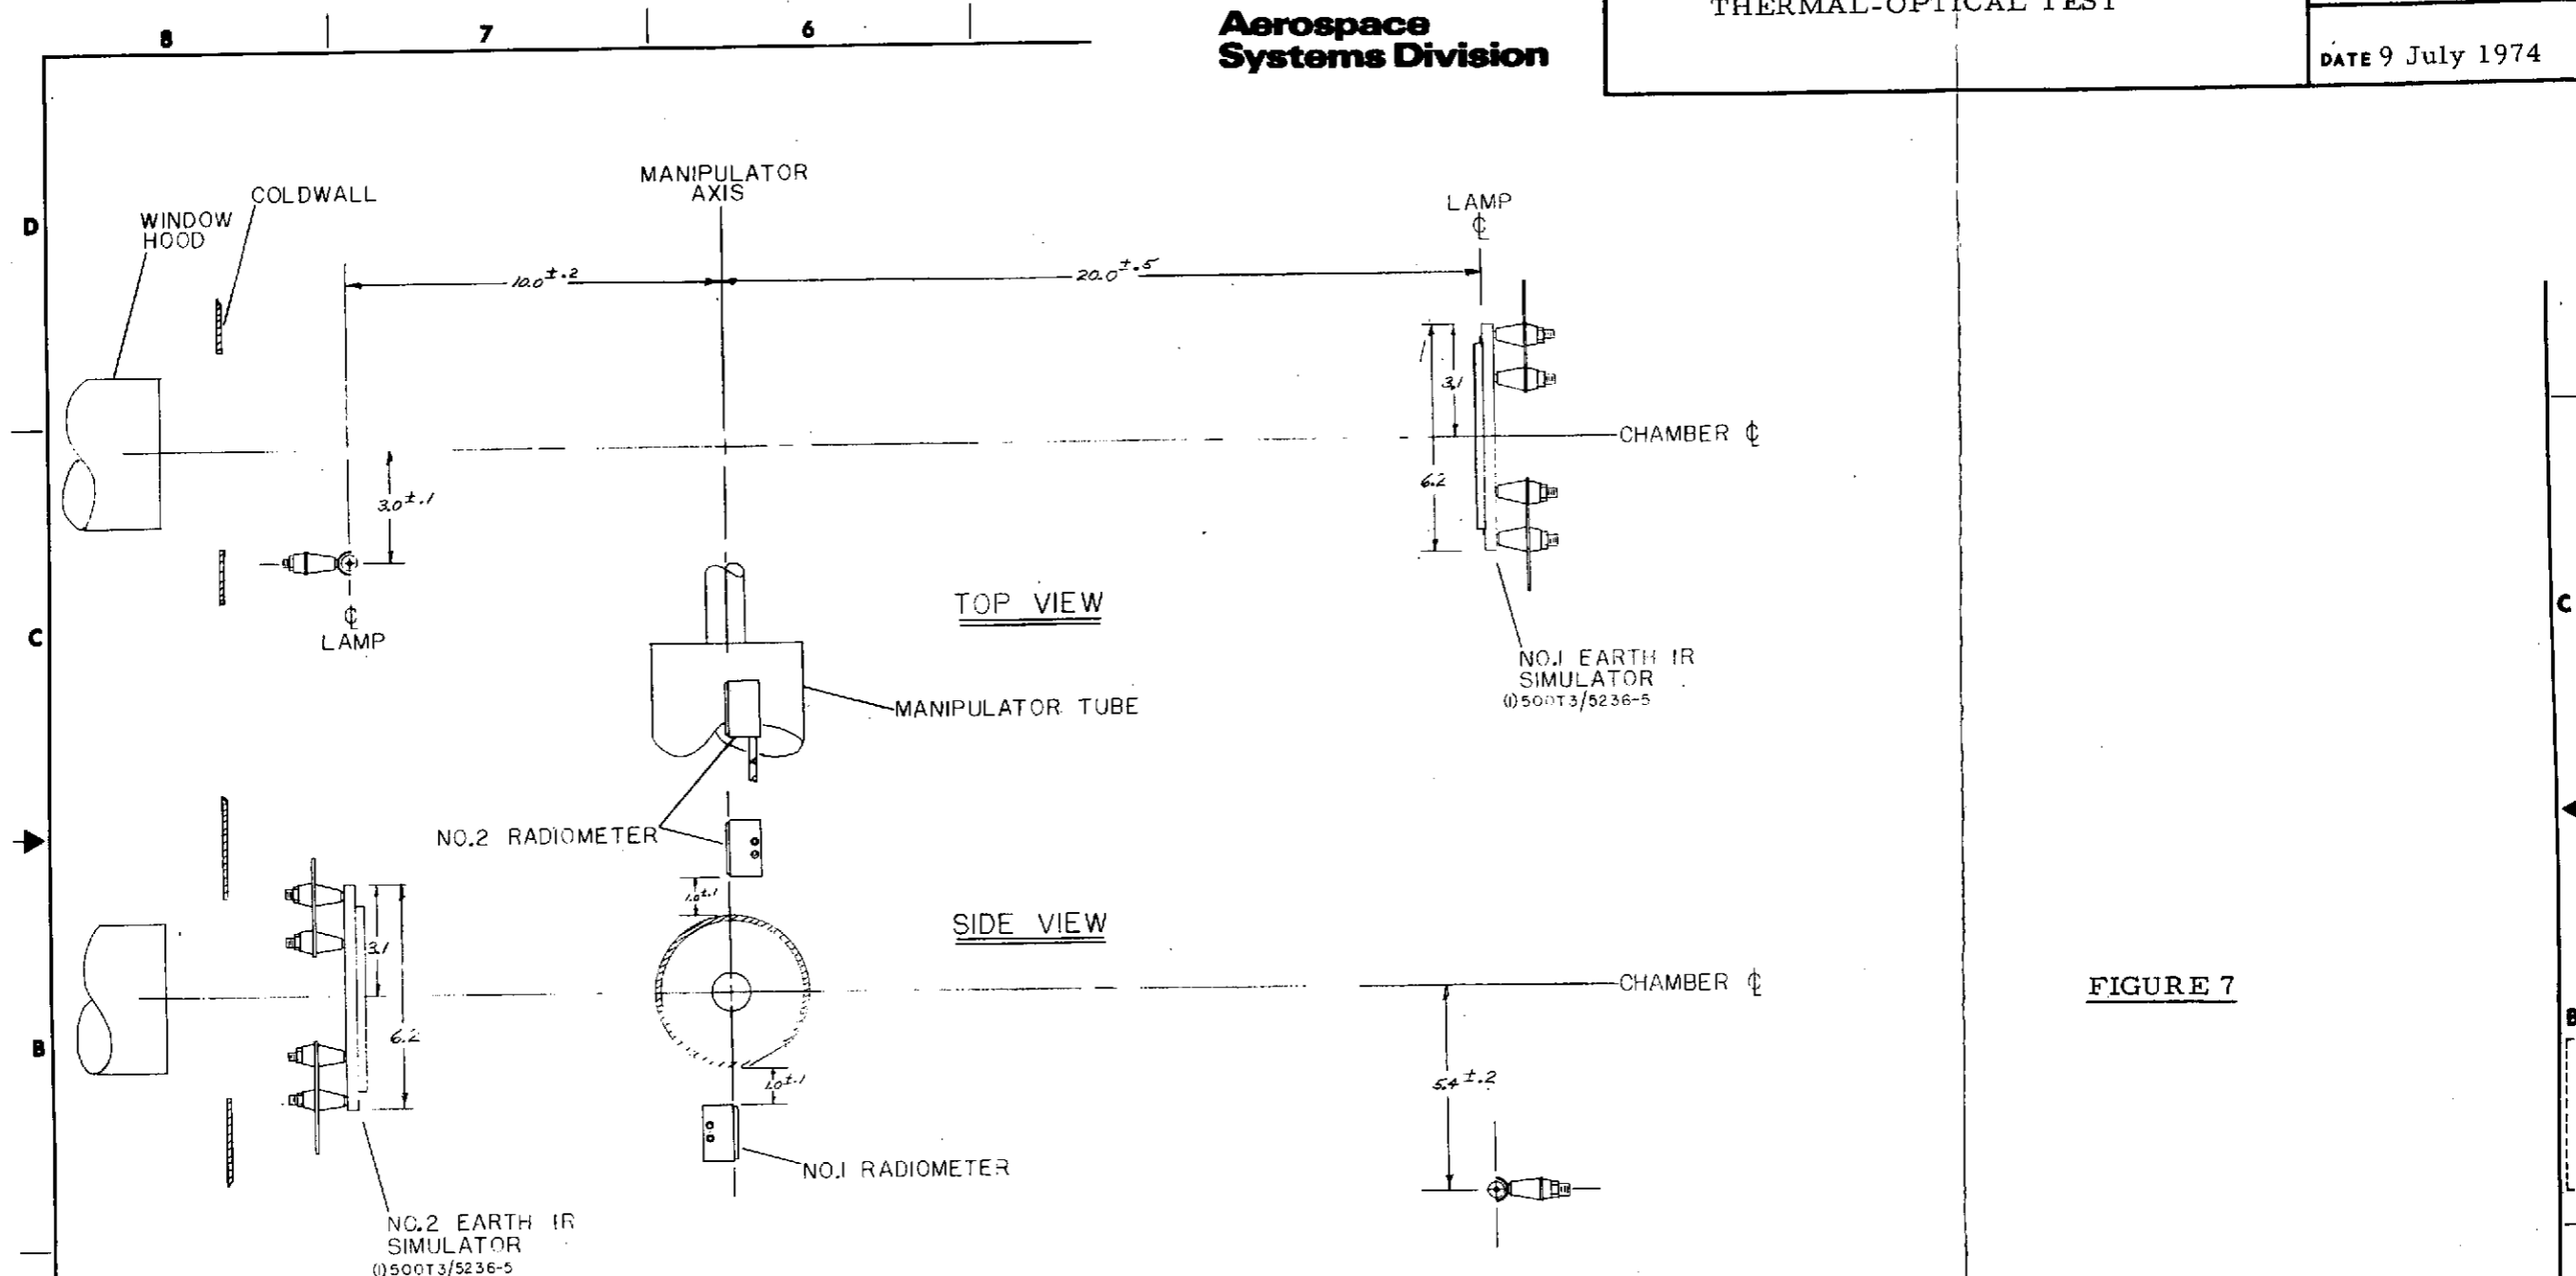 8 7 6
Aerospace
Systems Division
THERMAL-OPTICAL TEST
DATE 9 July 1974
MANIPULATOR
AXIS
COLDWALL
WINDOW
HOOD
LAMP
℄
D
10.0±.2
20.0±.5
3.1
CHAMBER ℄
6.2
3.0±.1
TOP VIEW
℄
LAMP
C
C
NO.1 EARTH IR
SIMULATOR
(1)500T3/5236-5
MANIPULATOR TUBE
NO.2 RADIOMETER
1.0±.1
SIDE VIEW
3.1
CHAMBER ℄
FIGURE 7
6.2
B
B
1.0±.1
5.4±.2
NO.1 RADIOMETER
NO.2 EARTH IR
SIMULATOR
(1)500T3/5236-5